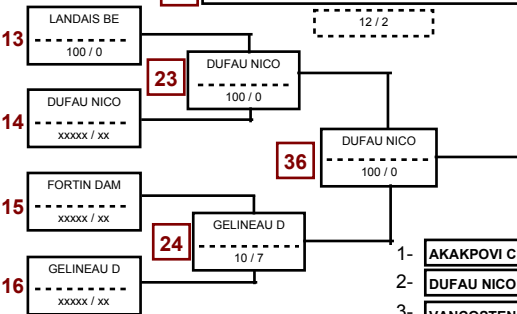 12 / 2
13
LANDAIS BE
100 / 0
23
DUFAU NICO
100 / 0
14
DUFAU NICO
xxxxx / xx
36
DUFAU NICO
100 / 0
15
FORTIN DAM
xxxxx / xx
24
GELINEAU D
10 / 7
16
GELINEAU D
xxxxx / xx
1- AKAKPOVI C
2- DUFAU NICO
3-